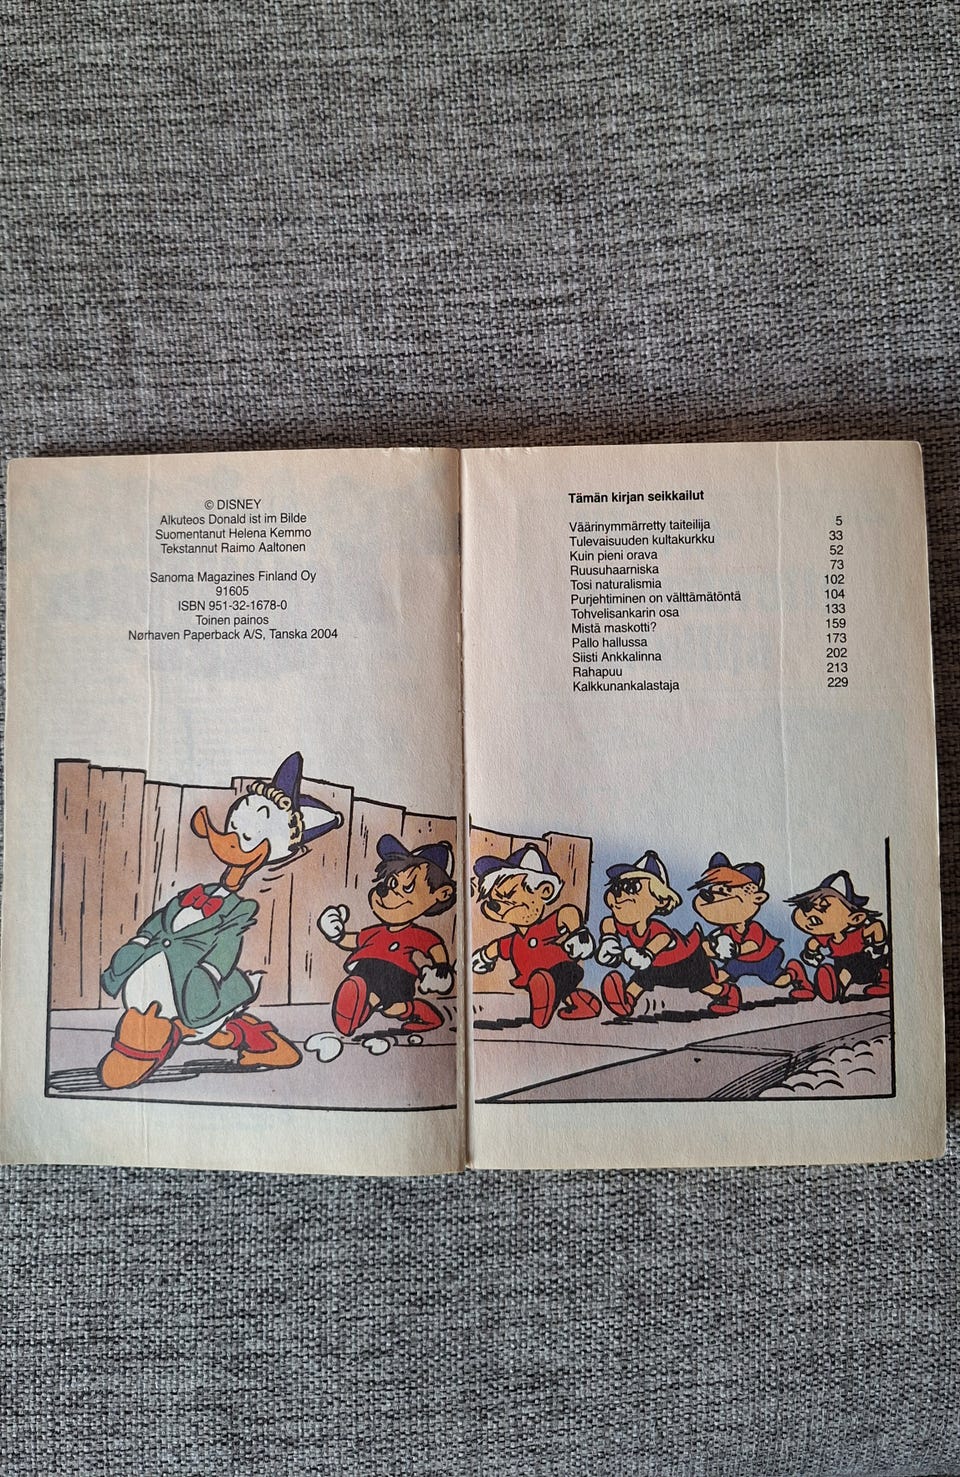 © DISNEY
Alkuteos Donald ist im Bilde
Suomentanut Helena Kemmo
Tekstannut Raimo Aaltonen
Sanoma Magazines Finland Oy
91605
ISBN 951-32-1678-0
Toinen painos
Nørhaven Paperback A/S, Tanska 2004
Tämän kirjan seikkailut
Väärinymmärretty taiteilija 5
Tulevaisuuden kultakurkku 33
Kuin pieni orava 52
Ruusuhaarniska 73
Tosi naturalismia 102
Purjehtiminen on välttämätöntä 104
Tohvelisankarin osa 133
Mistä maskotti? 159
Pallo hallussa 173
Siisti Ankkalinna 202
Rahapuu 213
Kalkkunankalastaja 229